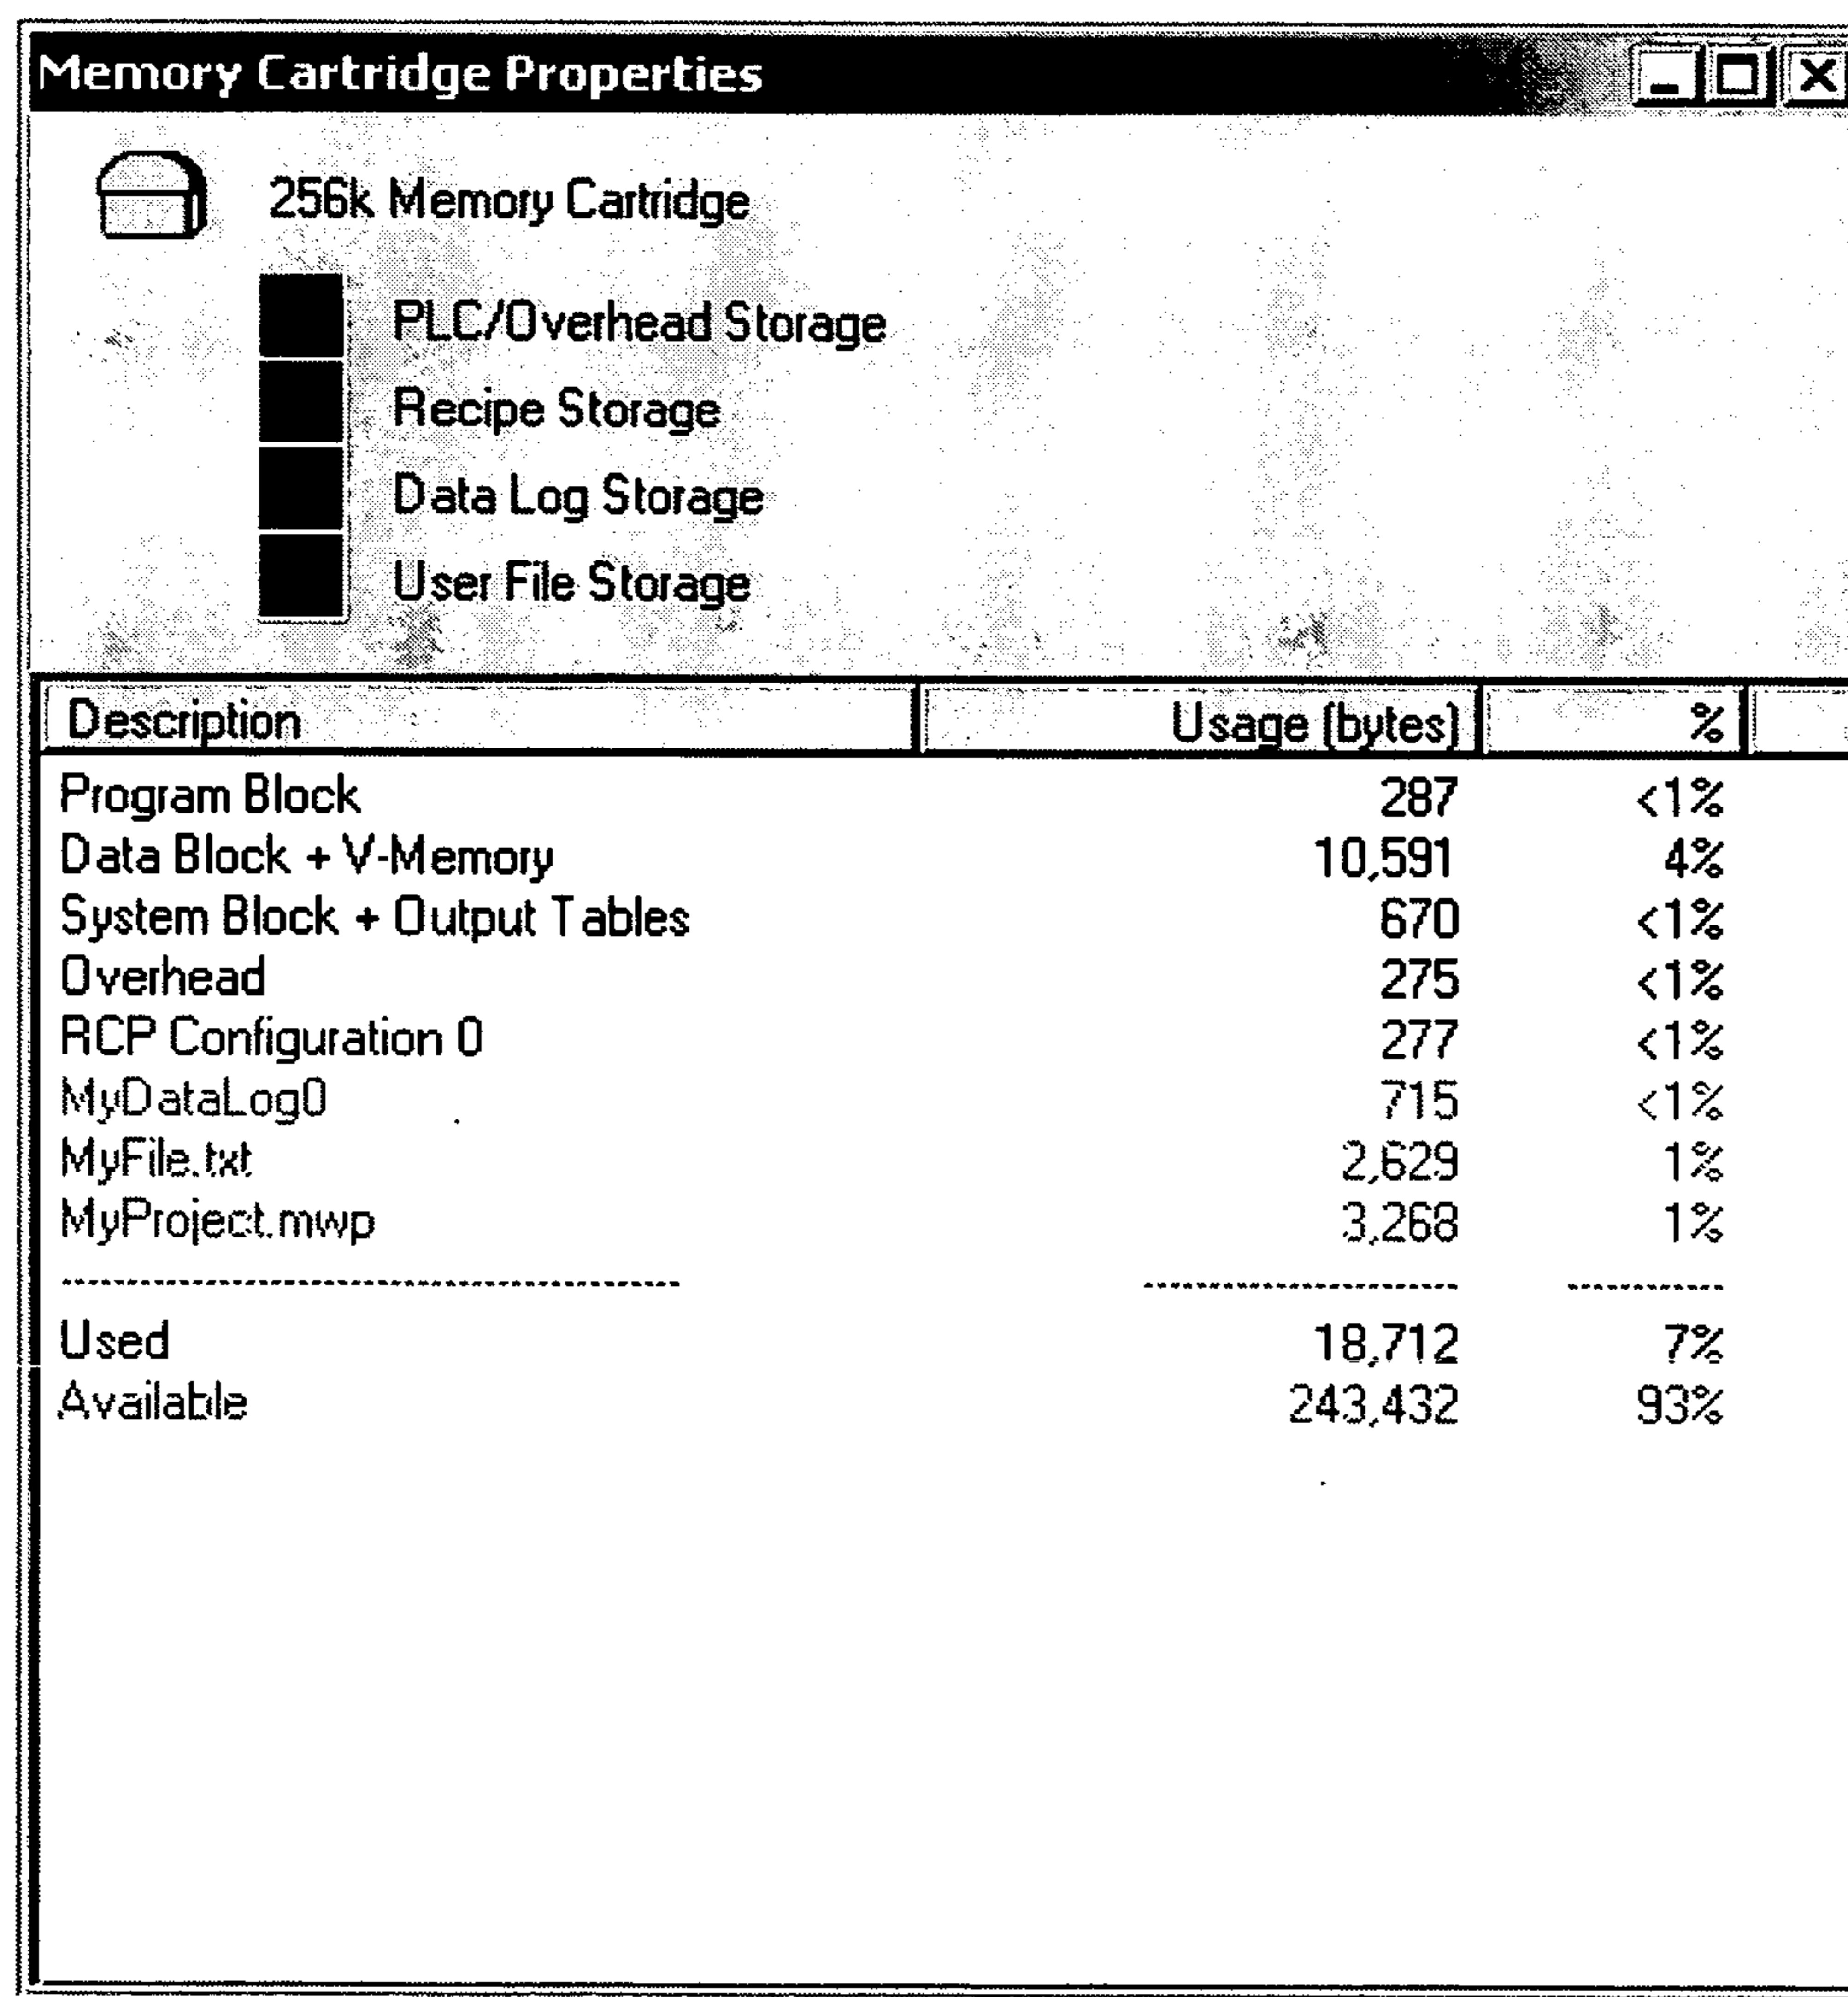 Memory Cartridge Properties
256k Memory Cartridge
PLC/Overhead Storage
Recipe Storage
Data Log Storage
User File Storage
Description Usage (bytes) %
Program Block 287 <1%
Data Block + V-Memory 10,591 4%
System Block + Output Tables 670 <1%
Overhead 275 <1%
RCP Configuration 0 277 <1%
MyDataLog0 715 <1%
MyFile.txt 2,629 1%
MyProject.mwp 3,268 1%
Used 18,712 7%
Available 243,432 93%